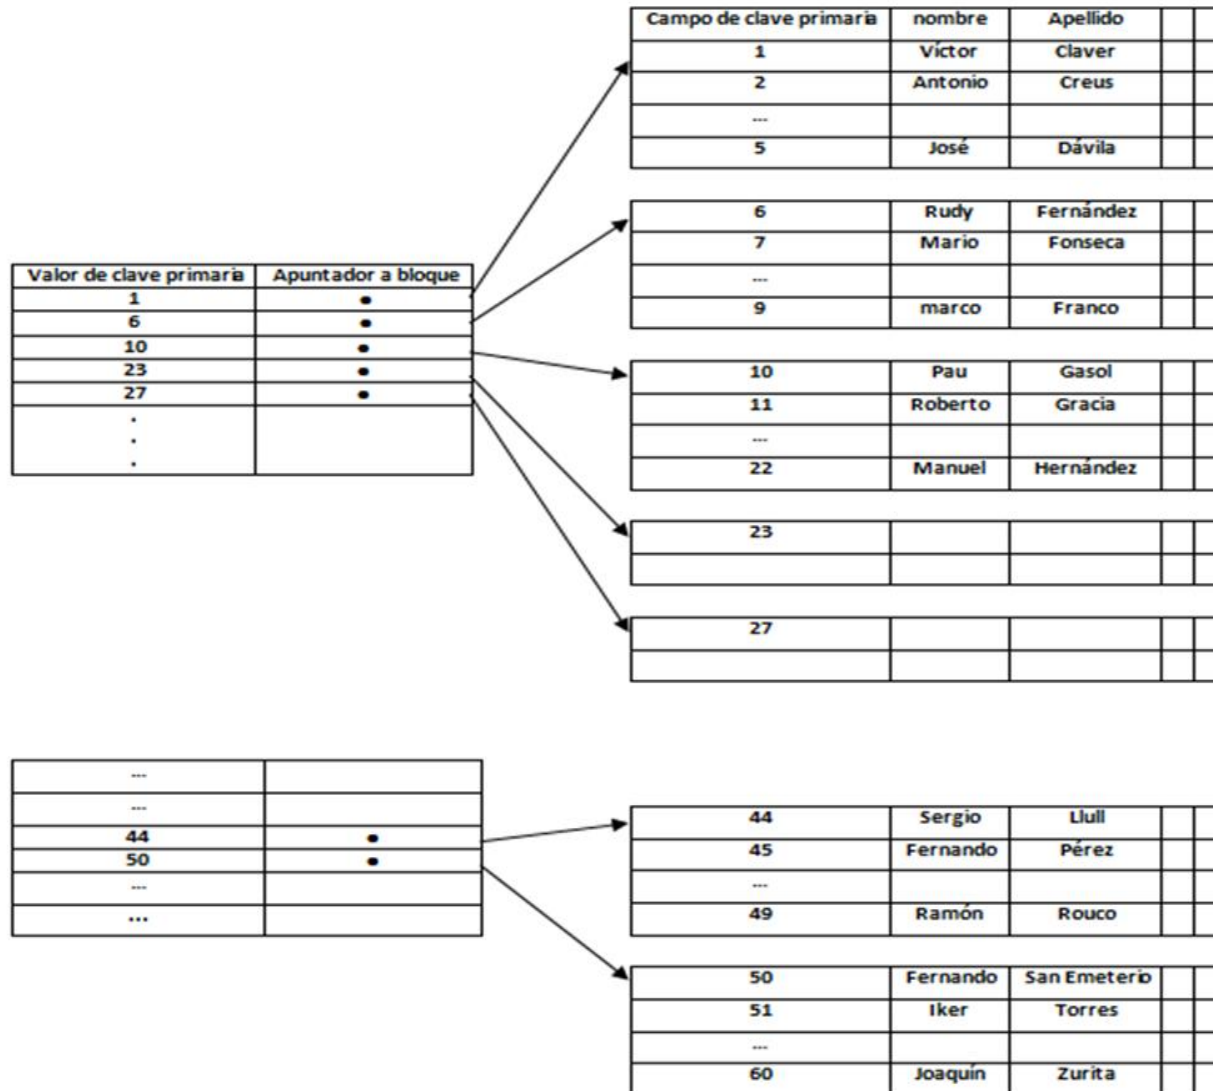 Campo de clave primaria nombre Apellido
1 Víctor Claver
2 Antonio Creus
...
5 José Dávila
6 Rudy Fernández
7 Mario Fonseca
...
9 marco Franco
Valor de clave primaria Apuntador a bloque
1 •
6 •
10 •
23 •
27 •
.
.
.
10 Pau Gasol
11 Roberto Gracia
...
22 Manuel Hernández
23
27
...
...
44 •
50 •
...
...
44 Sergio Llull
45 Fernando Pérez
...
49 Ramón Rouco
50 Fernando San Emeterio
51 Iker Torres
...
60 Joaquín Zurita